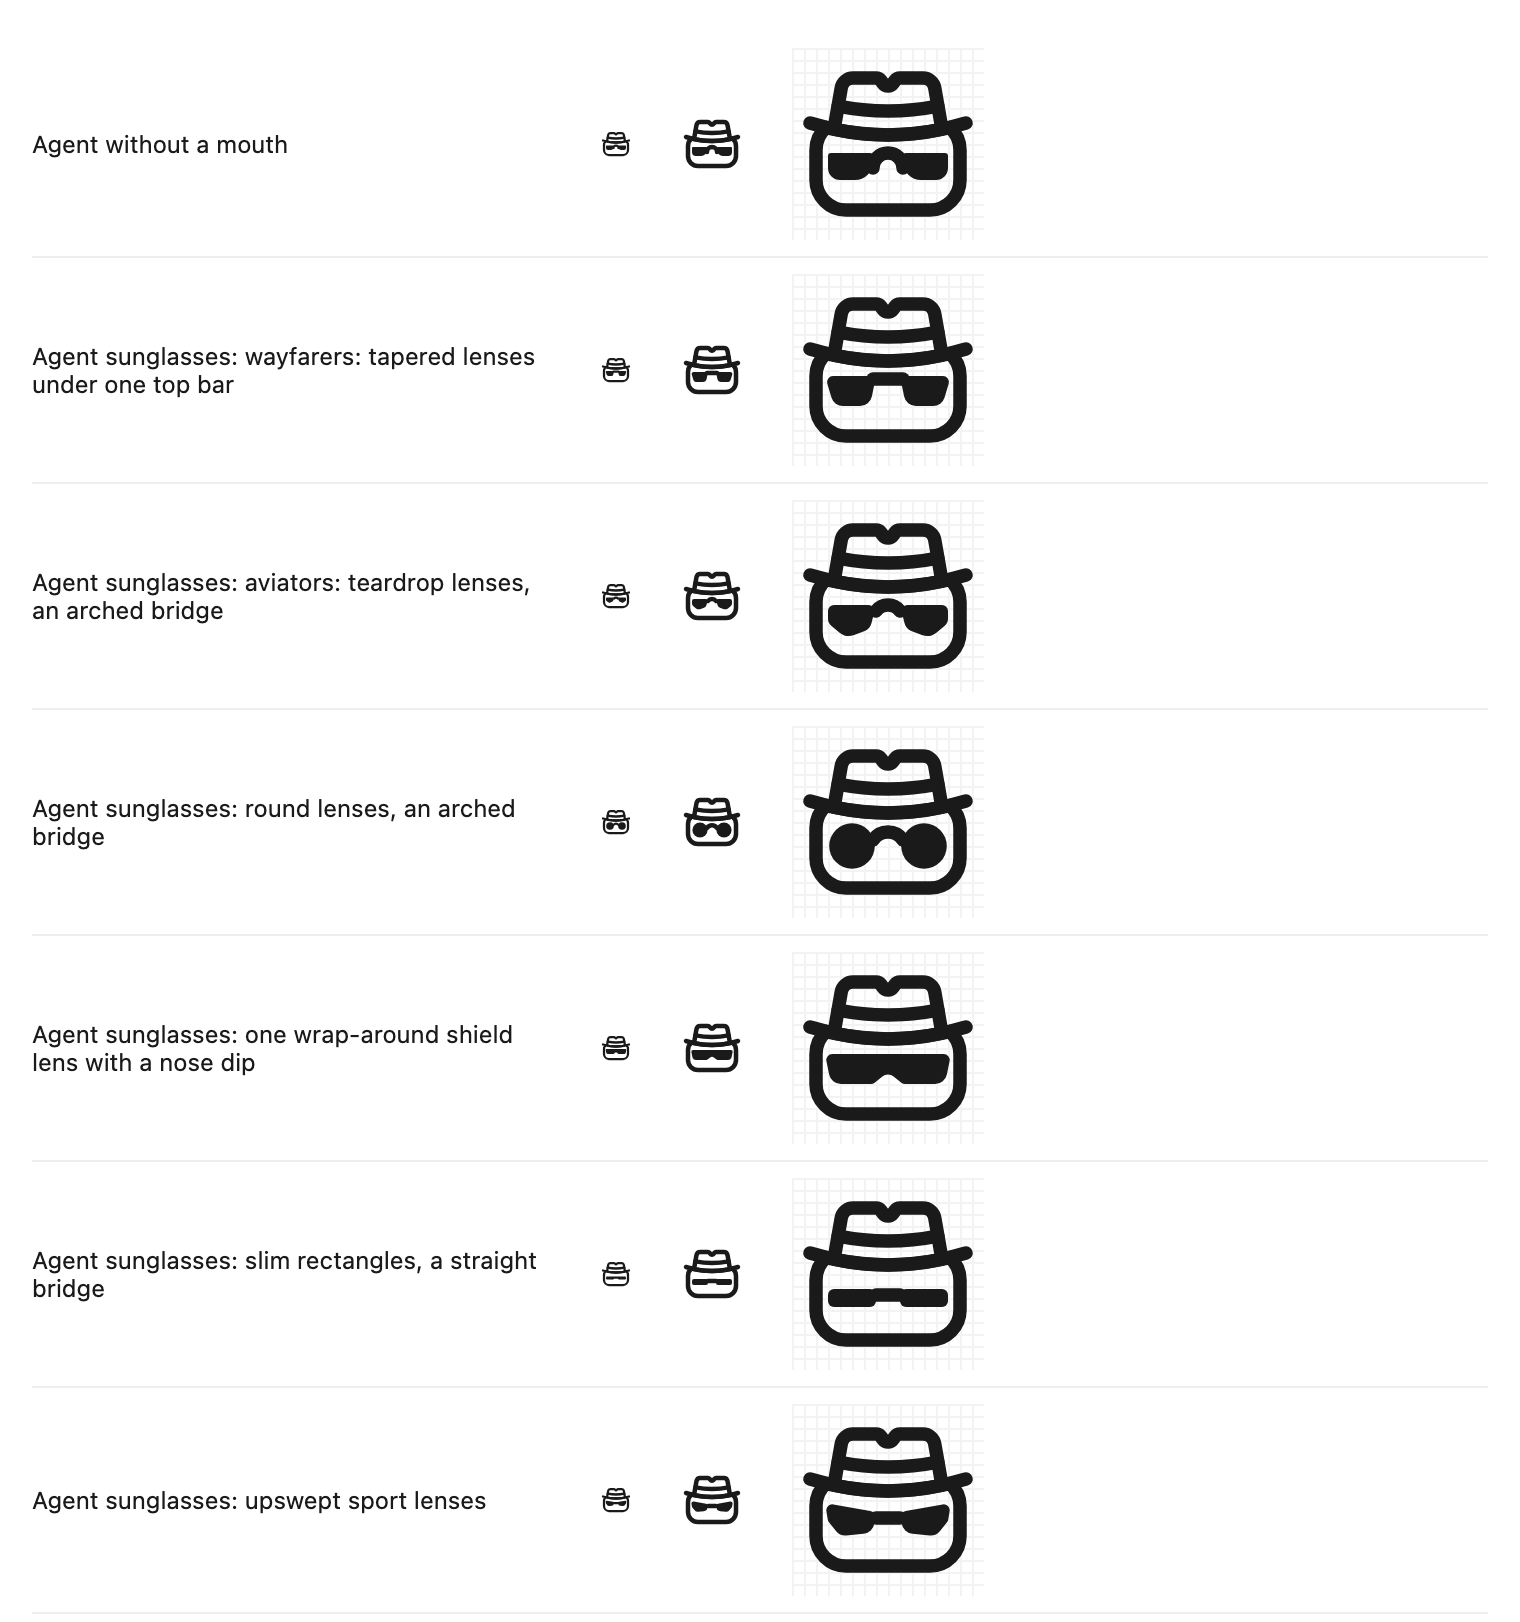 Agent without a mouth
Agent sunglasses: wayfarers: tapered lenses
under one top bar
Agent sunglasses: aviators: teardrop lenses,
an arched bridge
Agent sunglasses: round lenses, an arched
bridge
Agent sunglasses: one wrap-around shield
lens with a nose dip
Agent sunglasses: slim rectangles, a straight
bridge
Agent sunglasses: upswept sport lenses